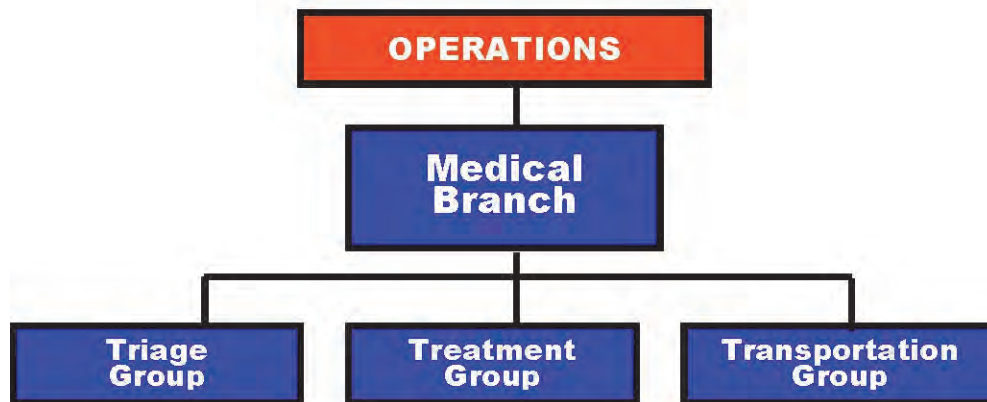 OPERATIONS
Medical
Branch
Triage
Group
Treatment
Group
Transportation
Group